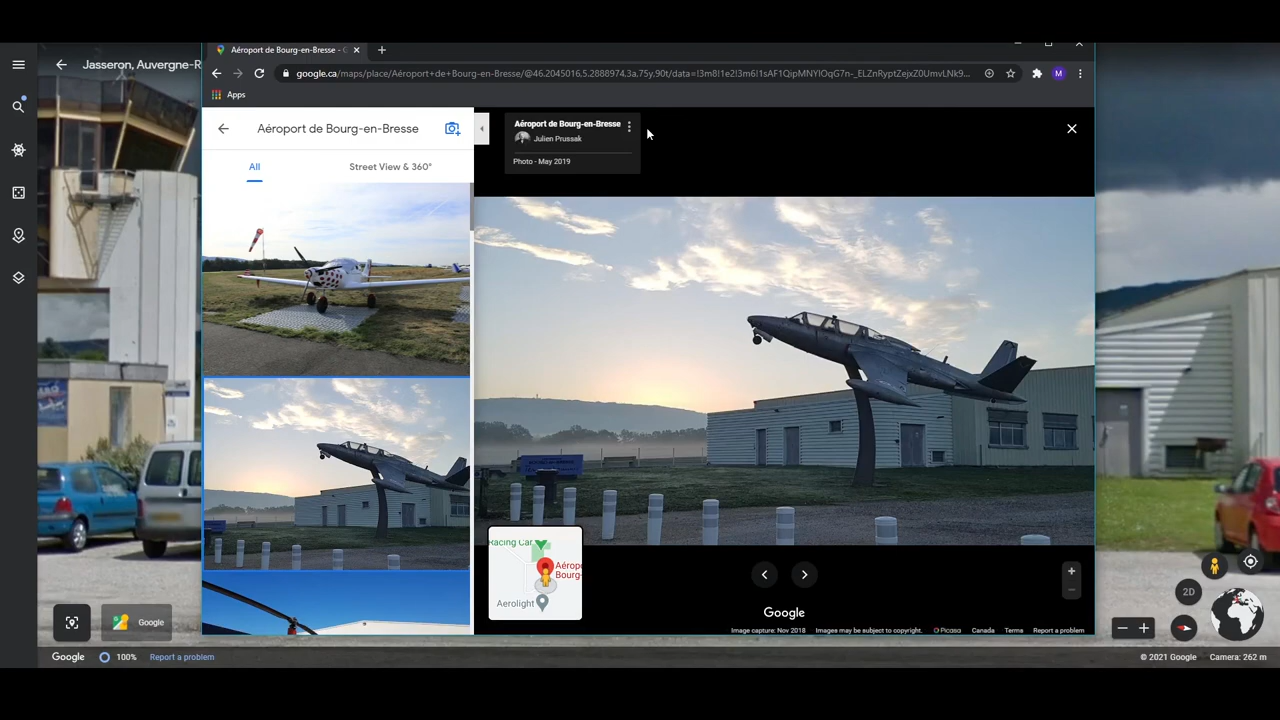 Aéroport de Bourg-en-Bresse - G
Jasseron, Auvergne-R
google.ca/maps/place/Aéroport+de+Bourg-en-Bresse/@46.2045016,5.2888974,3a,75y,90t/data=!3m8!1e2!3m6!1sAF1QipMNYIOqG7n-_ELZnRyptZejxZ0UmvLNk9...
M
Apps
Aéroport de Bourg-en-Bresse
All
Street View & 360°
Aéroport de Bourg-en-Bresse
Julien Prussak
Photo - May 2019
Racing Car
Aérop
Bourg-
Aerolight
Google
Image capture: Nov 2018 Images may be subject to copyright. Picasa Canada Terms Report a problem
Google
2D
Google 100% Report a problem
© 2021 Google Camera: 262 m